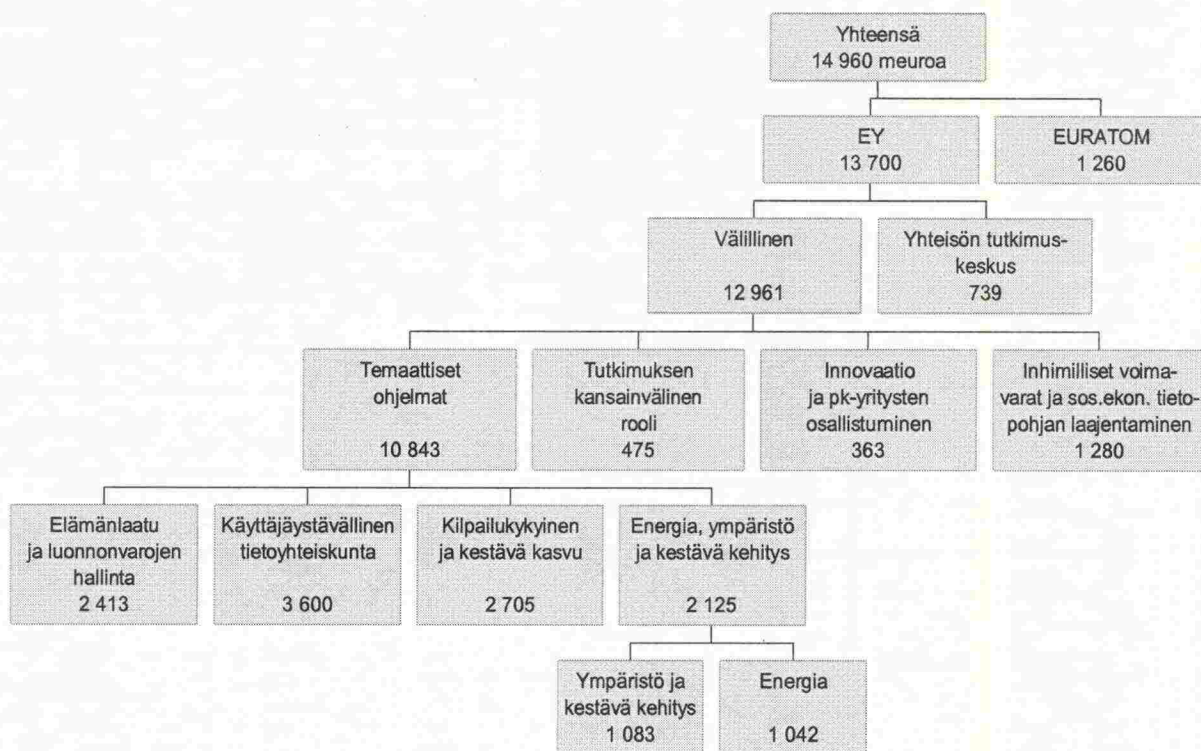 Yhteensä
14 960 meuroa
EY
13 700
EURATOM
1 260
Välillinen
12 961
Yhteisön tutkimus-
keskus
739
Temaattiset
ohjelmat
10 843
Tutkimuksen
kansainvälinen
rooli
475
Innovaatio
ja pk-yritysten
osallistuminen
363
Inhimilliset voima-
varat ja sos.ekon. tieto-
pohjan laajentaminen
1 280
Elämänlaatu
ja luonnonvarojen
hallinta
2 413
Käyttäjäystävällinen
tietoyhteiskunta
3 600
Kilpailukykyinen
ja kestävä kasvu
2 705
Energia, ympäristö
ja kestävä kehitys
2 125
Ympäristö ja
kestävä kehitys
1 083
Energia
1 042